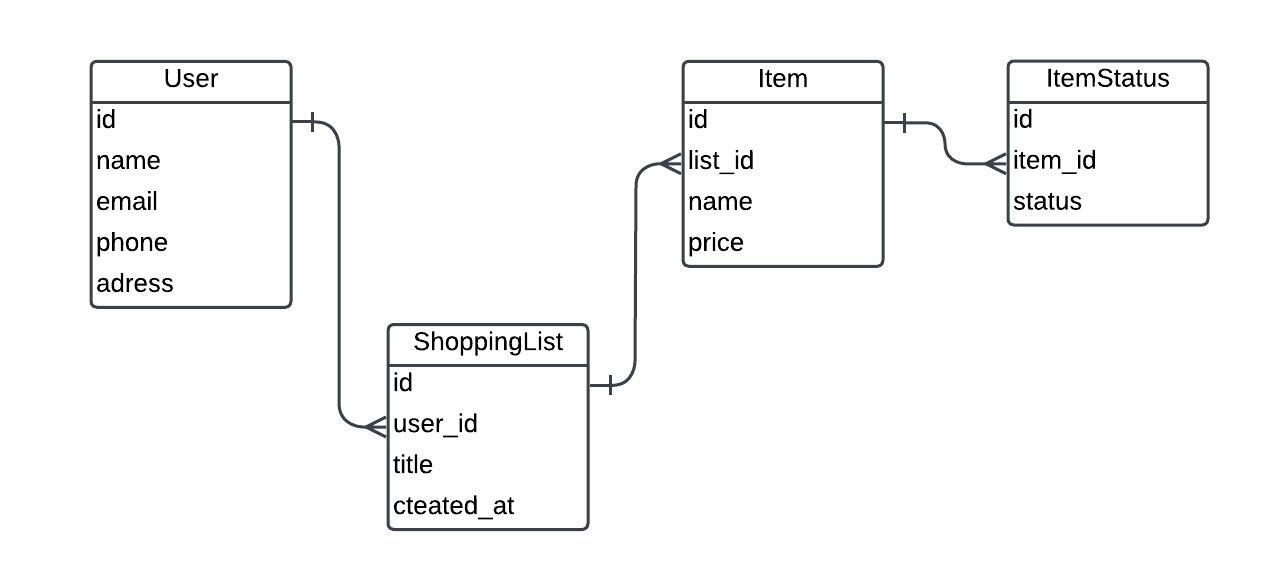 User
id
name
email
phone
adress
ShoppingList
id
user_id
title
cteated_at
Item
id
list_id
name
price
ItemStatus
id
item_id
status